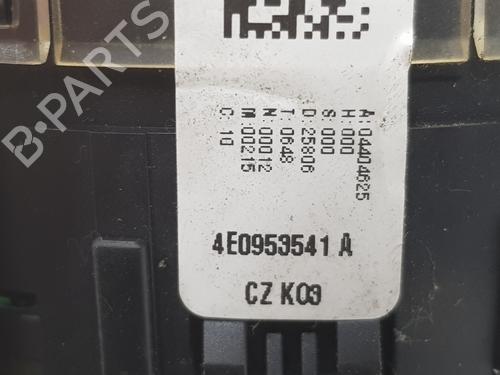 A: 04404625
H: 000
S: 000
D: 25806
T: 0648
N: 00012
M: 00215
C: 10
4E0953541 A
CZ K03
B-PARTS